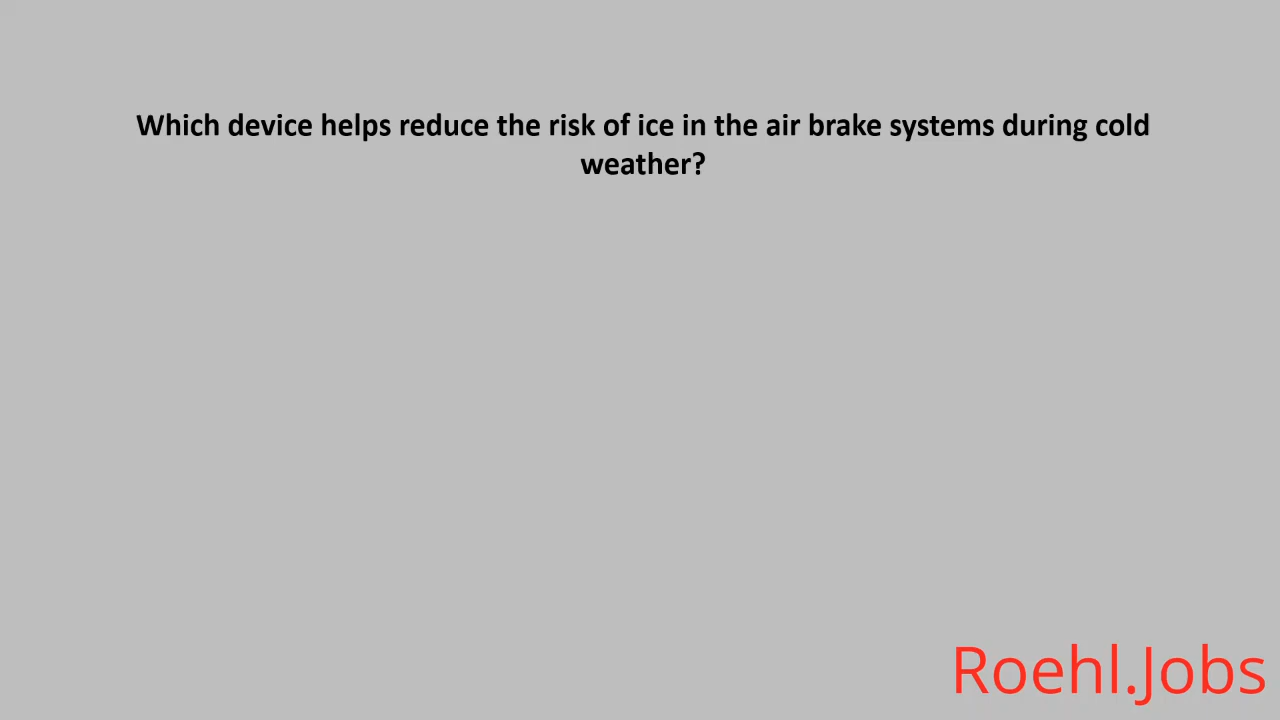 Which device helps reduce the risk of ice in the air brake systems during cold
weather?
Roehl.Jobs